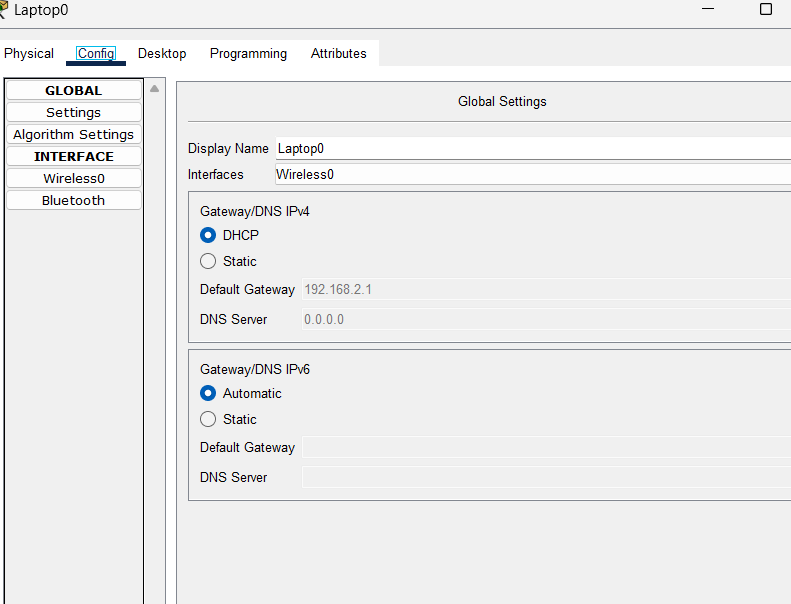 Laptop0
Physical Config Desktop Programming Attributes
GLOBAL
Settings
Algorithm Settings
INTERFACE
Wireless0
Bluetooth
Global Settings
Display Name Laptop0
Interfaces Wireless0
Gateway/DNS IPv4
DHCP
Static
Default Gateway 192.168.2.1
DNS Server 0.0.0.0
Gateway/DNS IPv6
Automatic
Static
Default Gateway
DNS Server